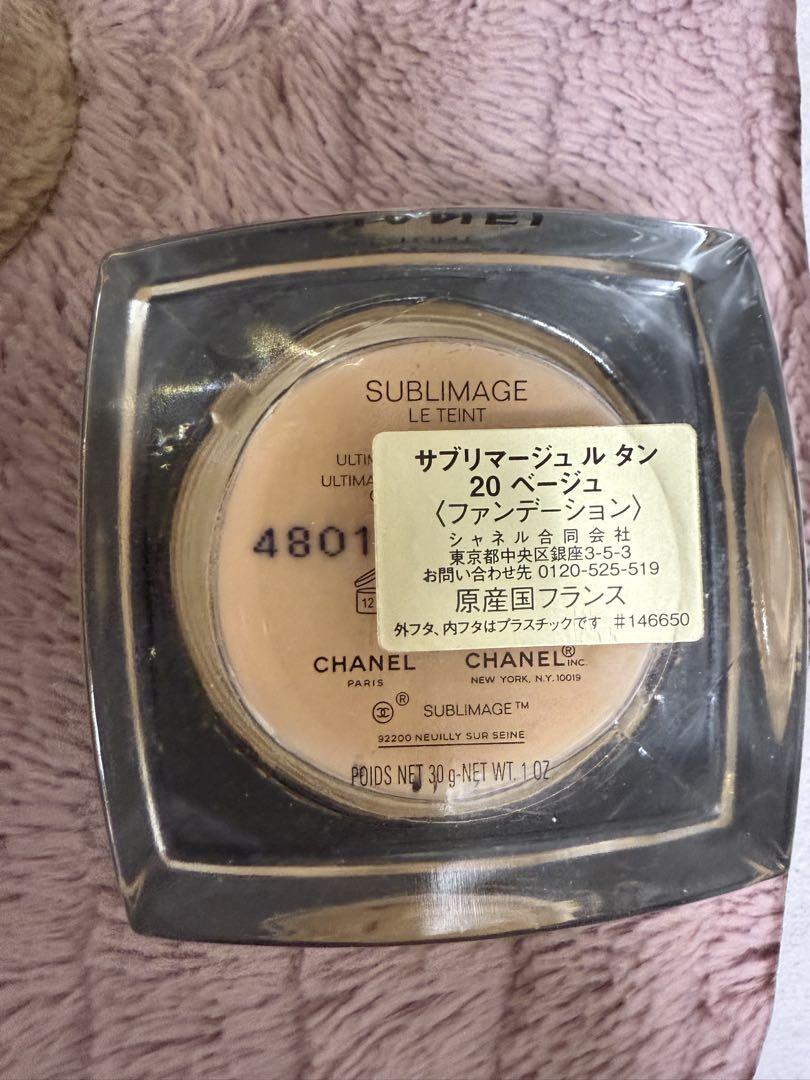 SUBLIMAGE
LE TEINT
ULTIM
ULTIMA
4801
12
サブリマージュ ル タン
20 ベージュ
〈ファンデーション〉
シャネル合同会社
東京都中央区銀座3-5-3
お問い合わせ先 0120-525-519
原産国フランス
外フタ、内フタはプラスチックです #146650
CHANEL
PARIS
CHANEL® INC.
NEW YORK, N.Y. 10019
® SUBLIMAGE™
92200 NEUILLY SUR SEINE
POIDS NET 30 g-NET WT. 1 OZ